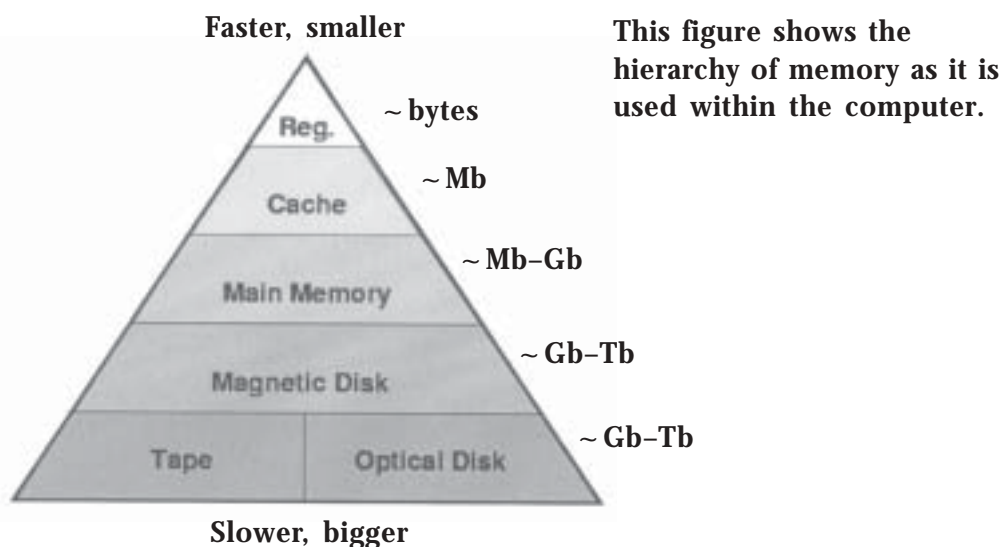 Faster, smaller
This figure shows the
hierarchy of memory as it is
used within the computer.
Reg.
~ bytes
Cache
~ Mb
Main Memory
~ Mb–Gb
Magnetic Disk
~ Gb–Tb
Tape
Optical Disk
~ Gb–Tb
Slower, bigger